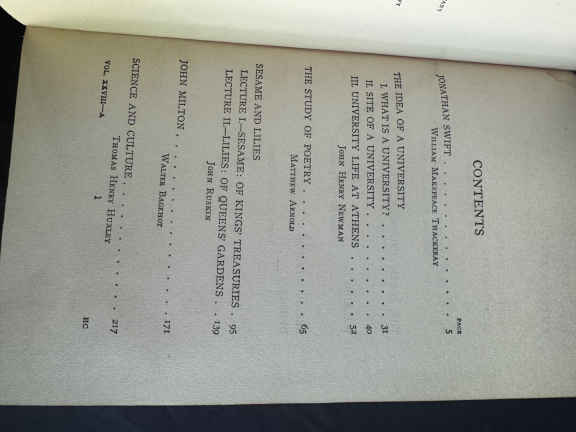 CONTENTS
PAGE
JONATHAN SWIFT . . . . . . . . . . . . . 5
WILLIAM MAKEPEACE THACKERAY
THE IDEA OF A UNIVERSITY
I. WHAT IS A UNIVERSITY? . . . . . . . . . 31
II. SITE OF A UNIVERSITY . . . . . . . . . 40
III. UNIVERSITY LIFE AT ATHENS . . . . . . 52
JOHN HENRY NEWMAN
THE STUDY OF POETRY . . . . . . . . . . . 65
MATTHEW ARNOLD
SESAME AND LILIES
LECTURE I.—SESAME: OF KINGS' TREASURIES . 95
LECTURE II.—LILIES: OF QUEENS' GARDENS . . 139
JOHN RUSKIN
JOHN MILTON . . . . . . . . . . . . . . 171
WALTER BAGEHOT
SCIENCE AND CULTURE . . . . . . . . . . 217
THOMAS HENRY HUXLEY
VOL. XXVIII—A 1 HC